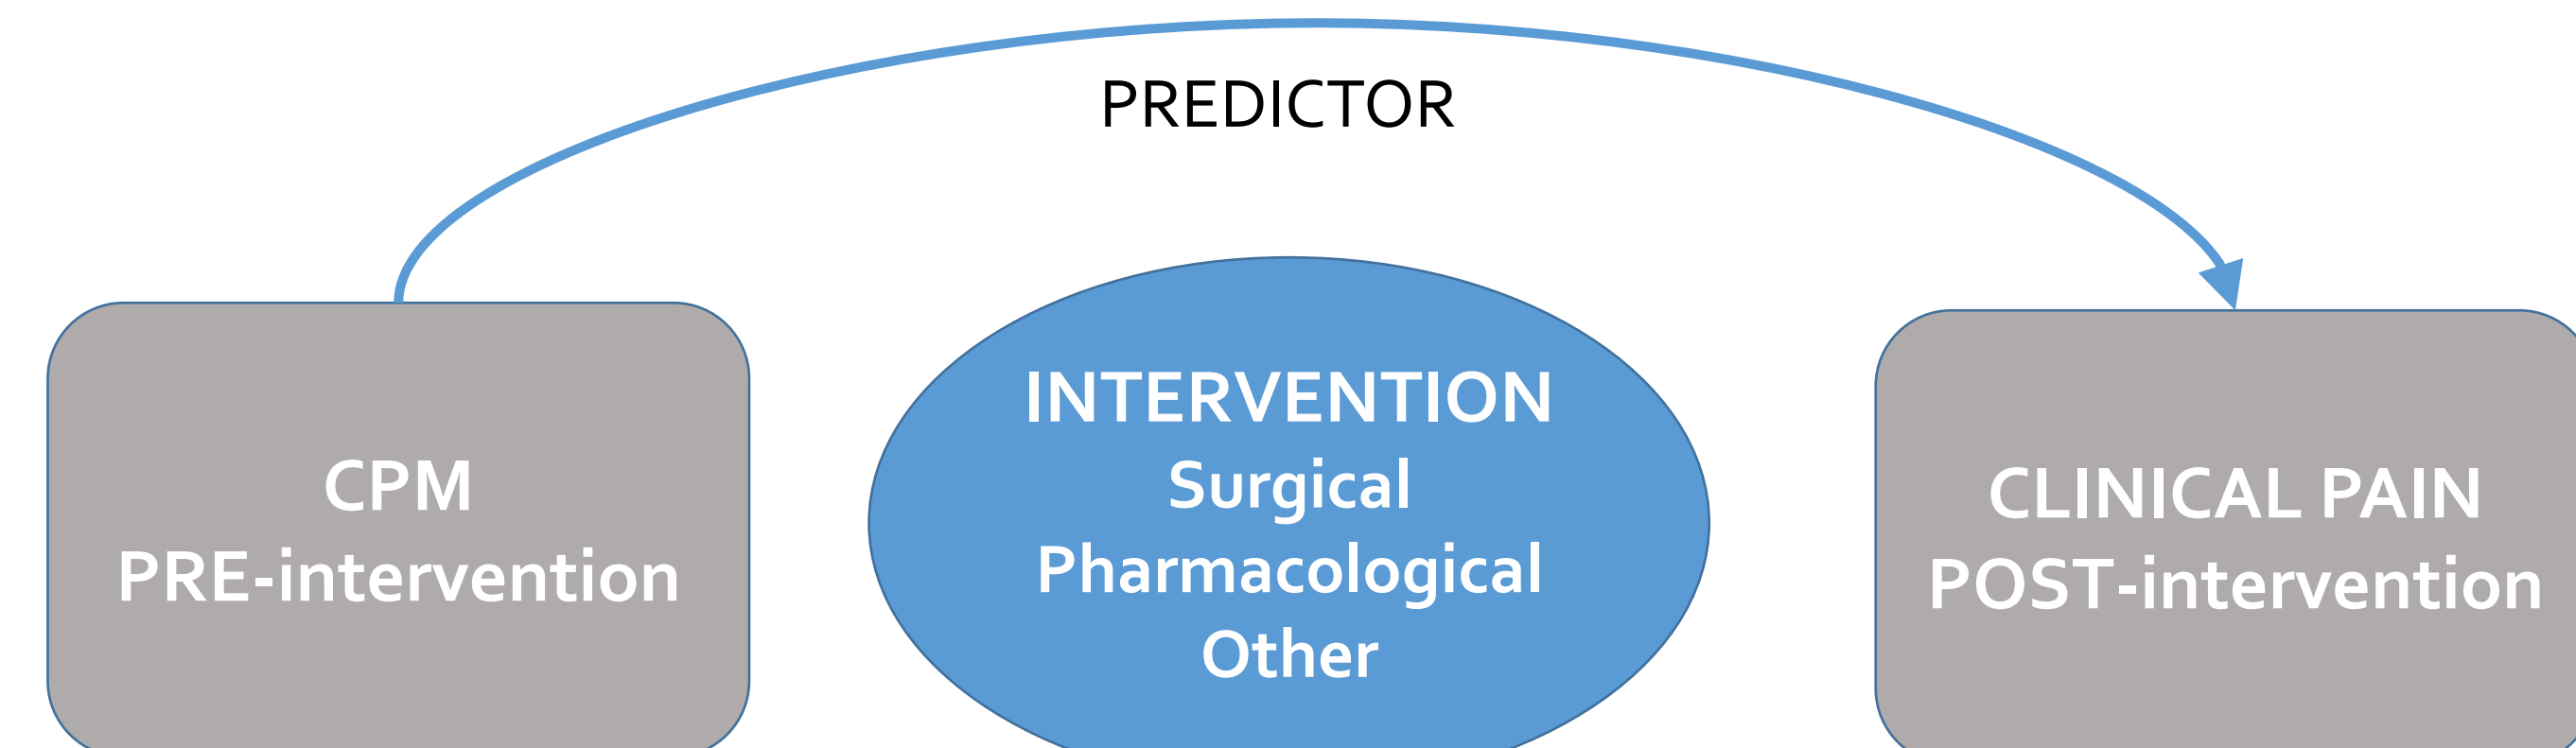 PREDICTOR
CPM
PRE-intervention
INTERVENTION
Surgical
Pharmacological
Other
CLINICAL PAIN
POST-intervention